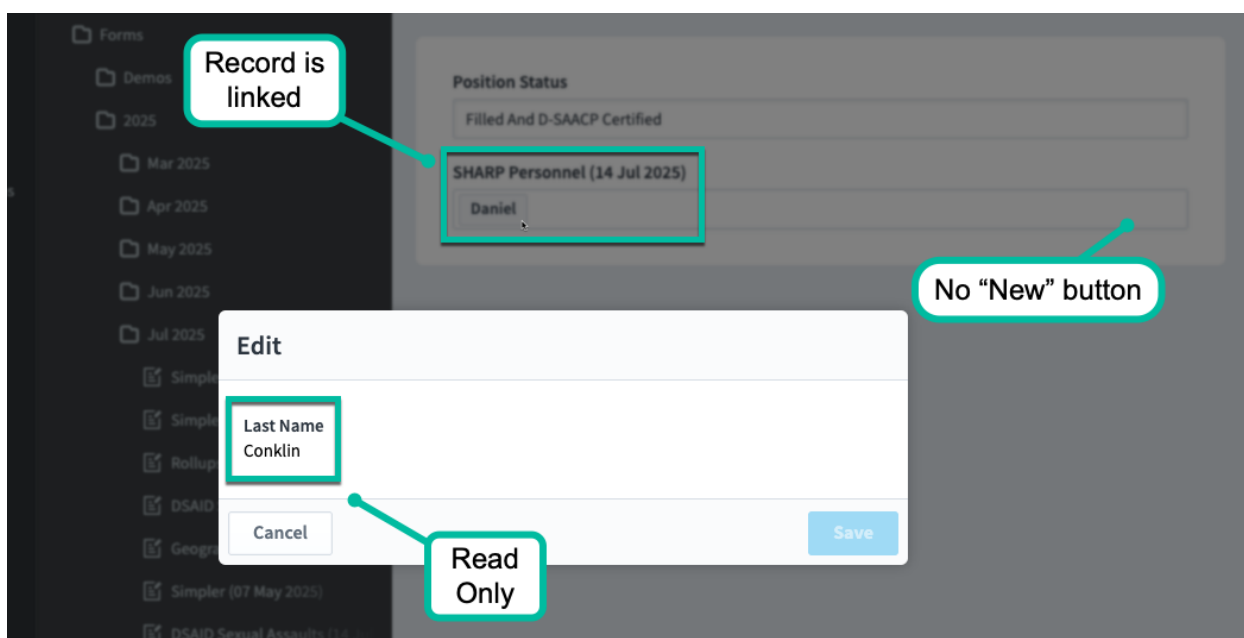 Forms
Demos
2025
Mar 2025
Apr 2025
May 2025
Jun 2025
Jul 2025
Simple
Simple
Rollup
DSAID
Geogra
Simpler (07 May 2025)
DSAID Sexual Assaults (14
s
Record is
linked
Position Status
Filled And D-SAACP Certified
SHARP Personnel (14 Jul 2025)
Daniel
No “New” button
Edit
Last Name
Conklin
Cancel
Save
Read
Only